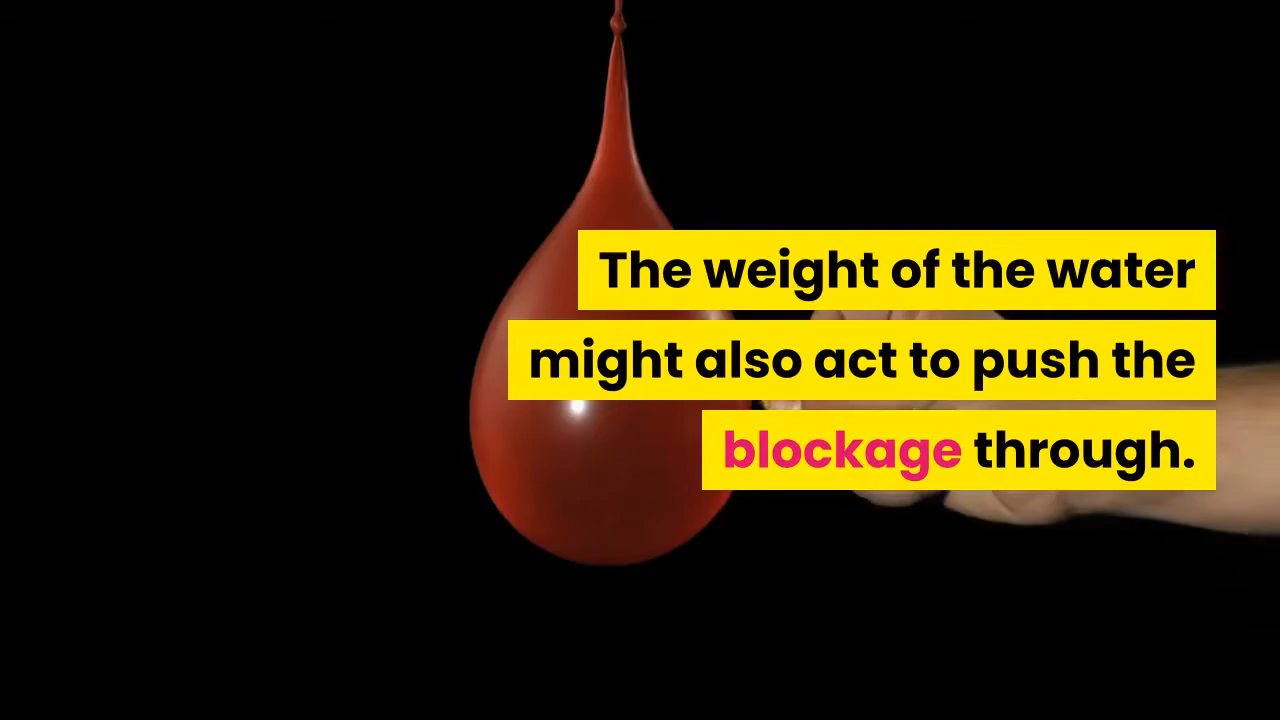 The weight of the water
might also act to push the
blockage through.